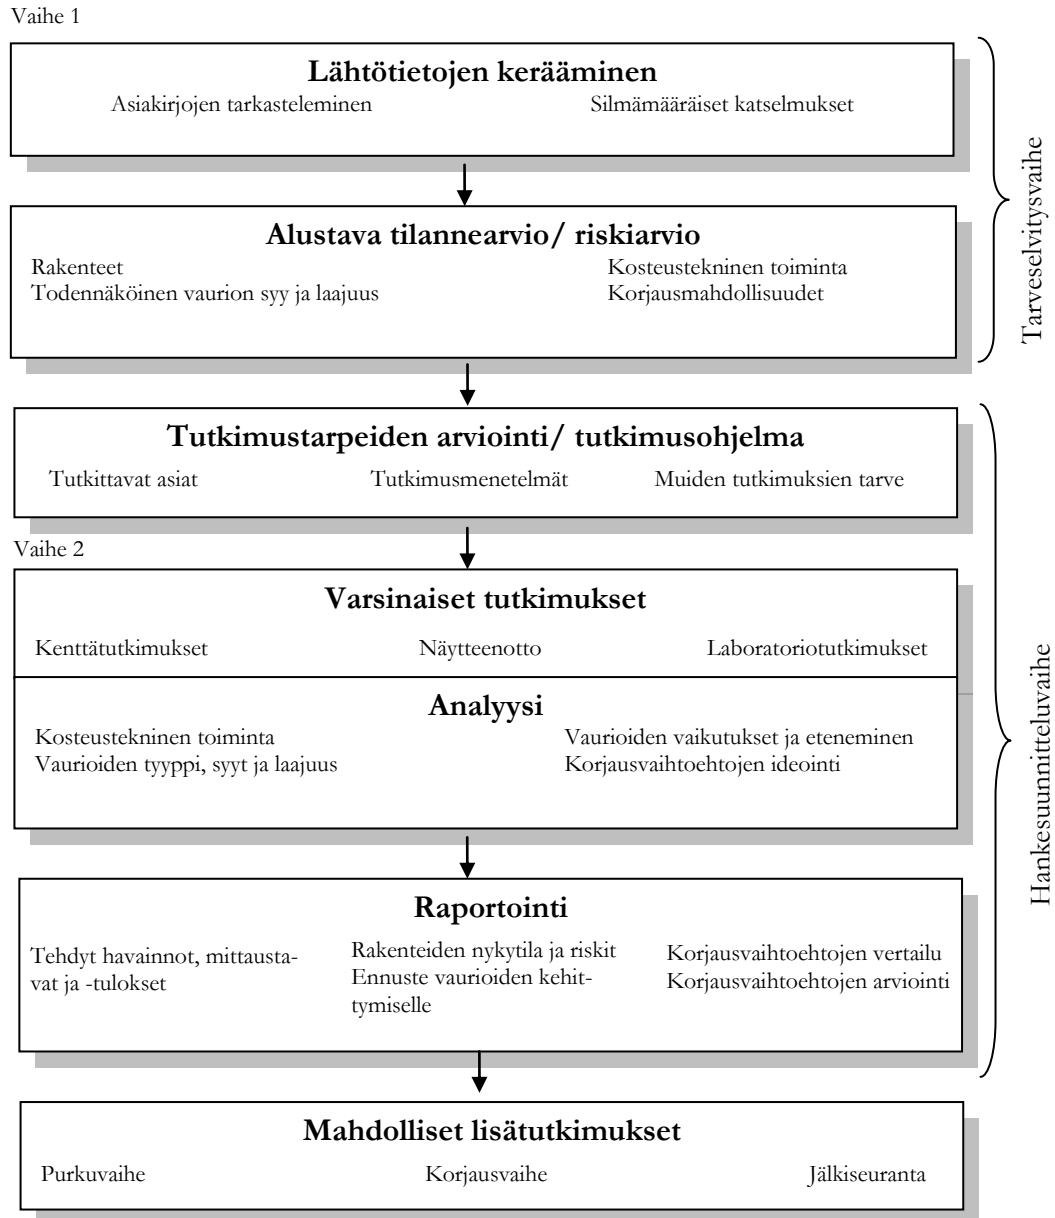 Vaihe 1
Lähtötietojen kerääminen
Asiakirjojen tarkasteleminen
Silmämääräiset katselmukset
Alustava tilannearvio/ riskiarvio
Rakenteet
Todennäköinen vaurion syy ja laajuus
Kosteustekninen toiminta
Korjausmahdollisuudet
Tarveselvitysvaihe
Tutkimustarpeiden arviointi/ tutkimusohjelma
Tutkittavat asiat
Tutkimusmenetelmät
Muiden tutkimuksien tarve
Vaihe 2
Varsinaiset tutkimukset
Kenttätutkimukset
Näytteenotto
Laboratoriotutkimukset
Analyysi
Kosteustekninen toiminta
Vaurioiden tyyppi, syyt ja laajuus
Vaurioiden vaikutukset ja eteneminen
Korjausvaihtoehtojen ideointi
Raportointi
Tehdyt havainnot, mittausta-
vat ja -tulokset
Rakenteiden nykytila ja riskit
Ennuste vaurioiden kehit-
tymiselle
Korjausvaihtoehtojen vertailu
Korjausvaihtoehtojen arviointi
Hankesuunnitteluvaihe
Mahdolliset lisätutkimukset
Purkuvaihe
Korjausvaihe
Jälkiseuranta